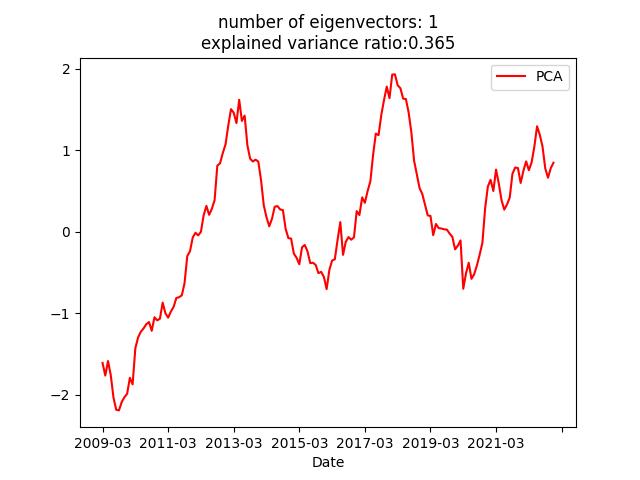 number of eigenvectors: 1
explained variance ratio:0.365
PCA
2
1
0
−1
−2
2009-03 2011-03 2013-03 2015-03 2017-03 2019-03 2021-03
Date